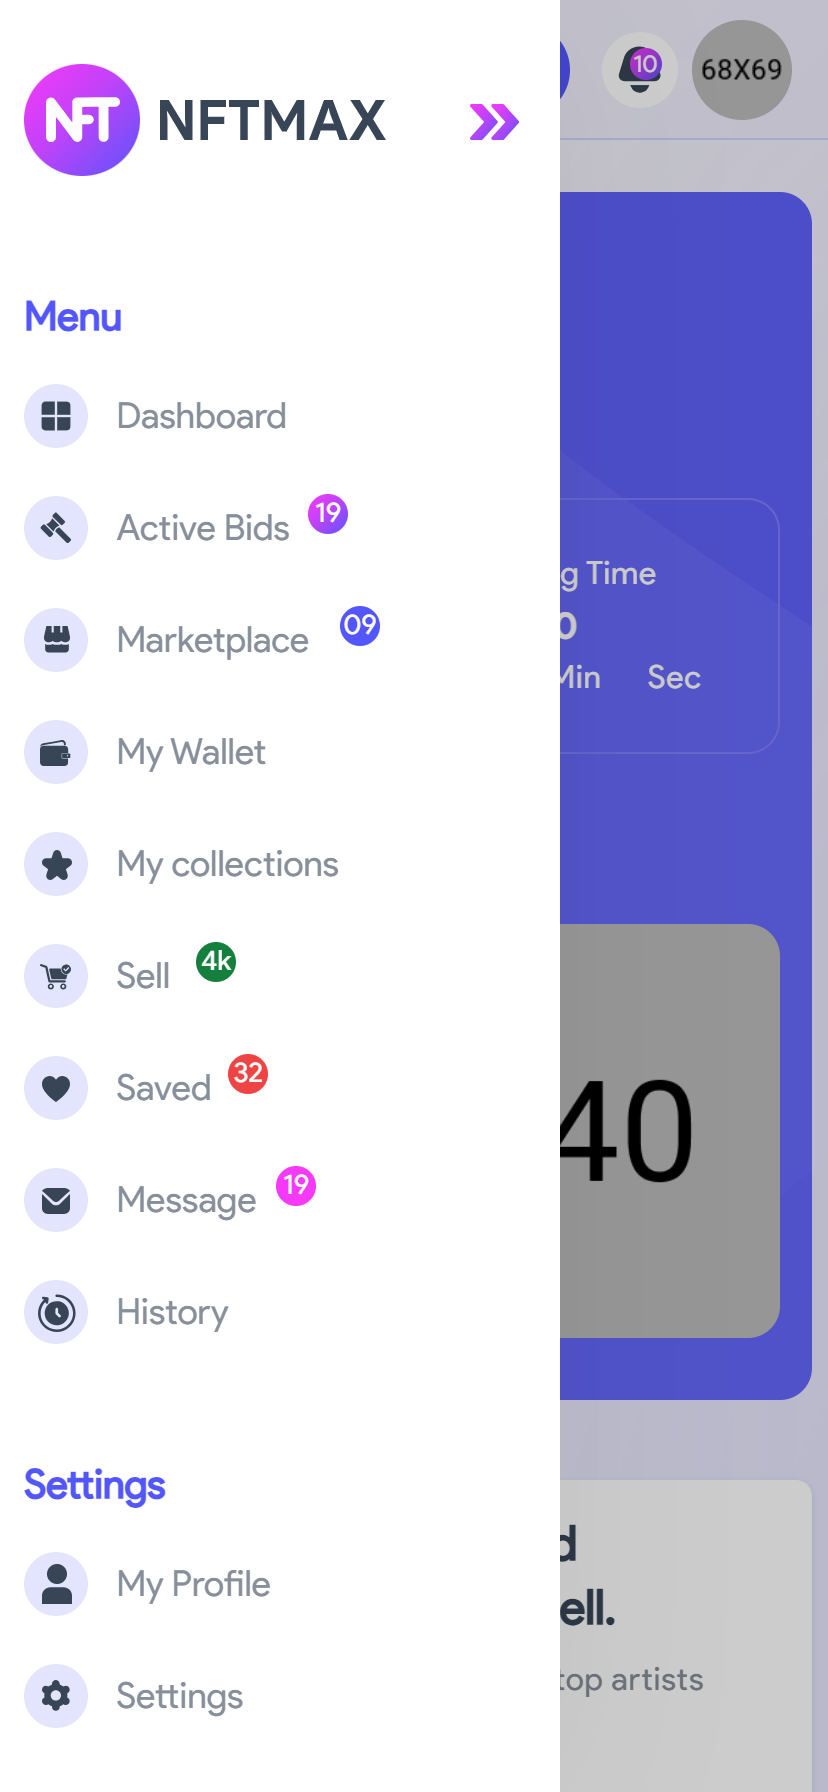 NFT NFTMAX
10
68X69
Menu
Dashboard
Active Bids 19
Marketplace 09
My Wallet
My collections
Sell 4k
Saved 32
Message 19
History
Settings
My Profile
Settings
g Time
0
Min Sec
40
d
ell.
top artists